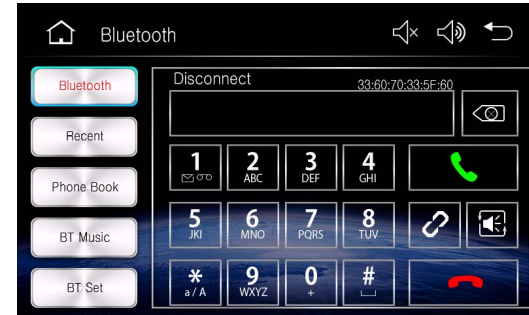 Bluetooth
Bluetooth
Disconnect
33:60:70:33:5F:60
Recent
1
2 ABC
3 DEF
4 GHI
Phone Book
5 JKl
6 MNO
7 PQRS
8 TUV
BT Music
* a / A
9 WXYZ
0 +
#
BT Set